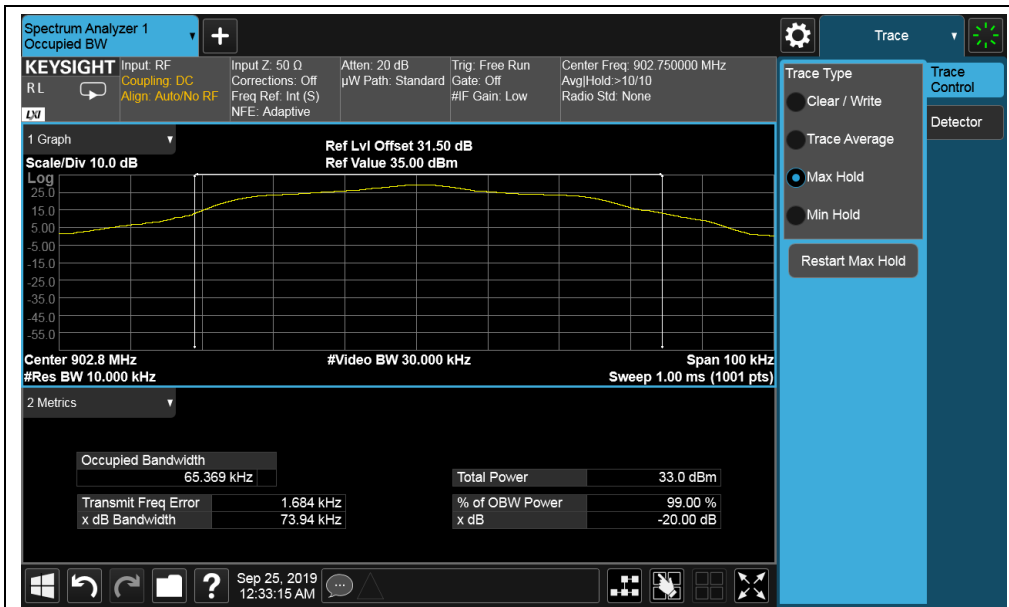 Spectrum Analyzer 1
Occupied BW
+
Trace
KEYSIGHT
RL
LXI
Input: RF
Coupling: DC
Align: Auto/No RF
Input Z: 50 Ω
Corrections: Off
Freq Ref: Int (S)
NFE: Adaptive
Atten: 20 dB
µW Path: Standard
Trig: Free Run
Gate: Off
#IF Gain: Low
Center Freq: 902.750000 MHz
Avg|Hold:>10/10
Radio Std: None
1 Graph
Scale/Div 10.0 dB
Ref Lvl Offset 31.50 dB
Ref Value 35.00 dBm
Log
25.0
15.0
5.00
-5.00
-15.0
-25.0
-35.0
-45.0
-55.0
Center 902.8 MHz
#Res BW 10.000 kHz
#Video BW 30.000 kHz
Span 100 kHz
Sweep 1.00 ms (1001 pts)
2 Metrics
Occupied Bandwidth
65.369 kHz
Transmit Freq Error 1.684 kHz
x dB Bandwidth 73.94 kHz
Total Power 33.0 dBm
% of OBW Power 99.00 %
x dB -20.00 dB
Trace Type
Clear / Write
Trace Average
Max Hold
Min Hold
Restart Max Hold
Trace
Control
Detector
?
Sep 25, 2019
12:33:15 AM